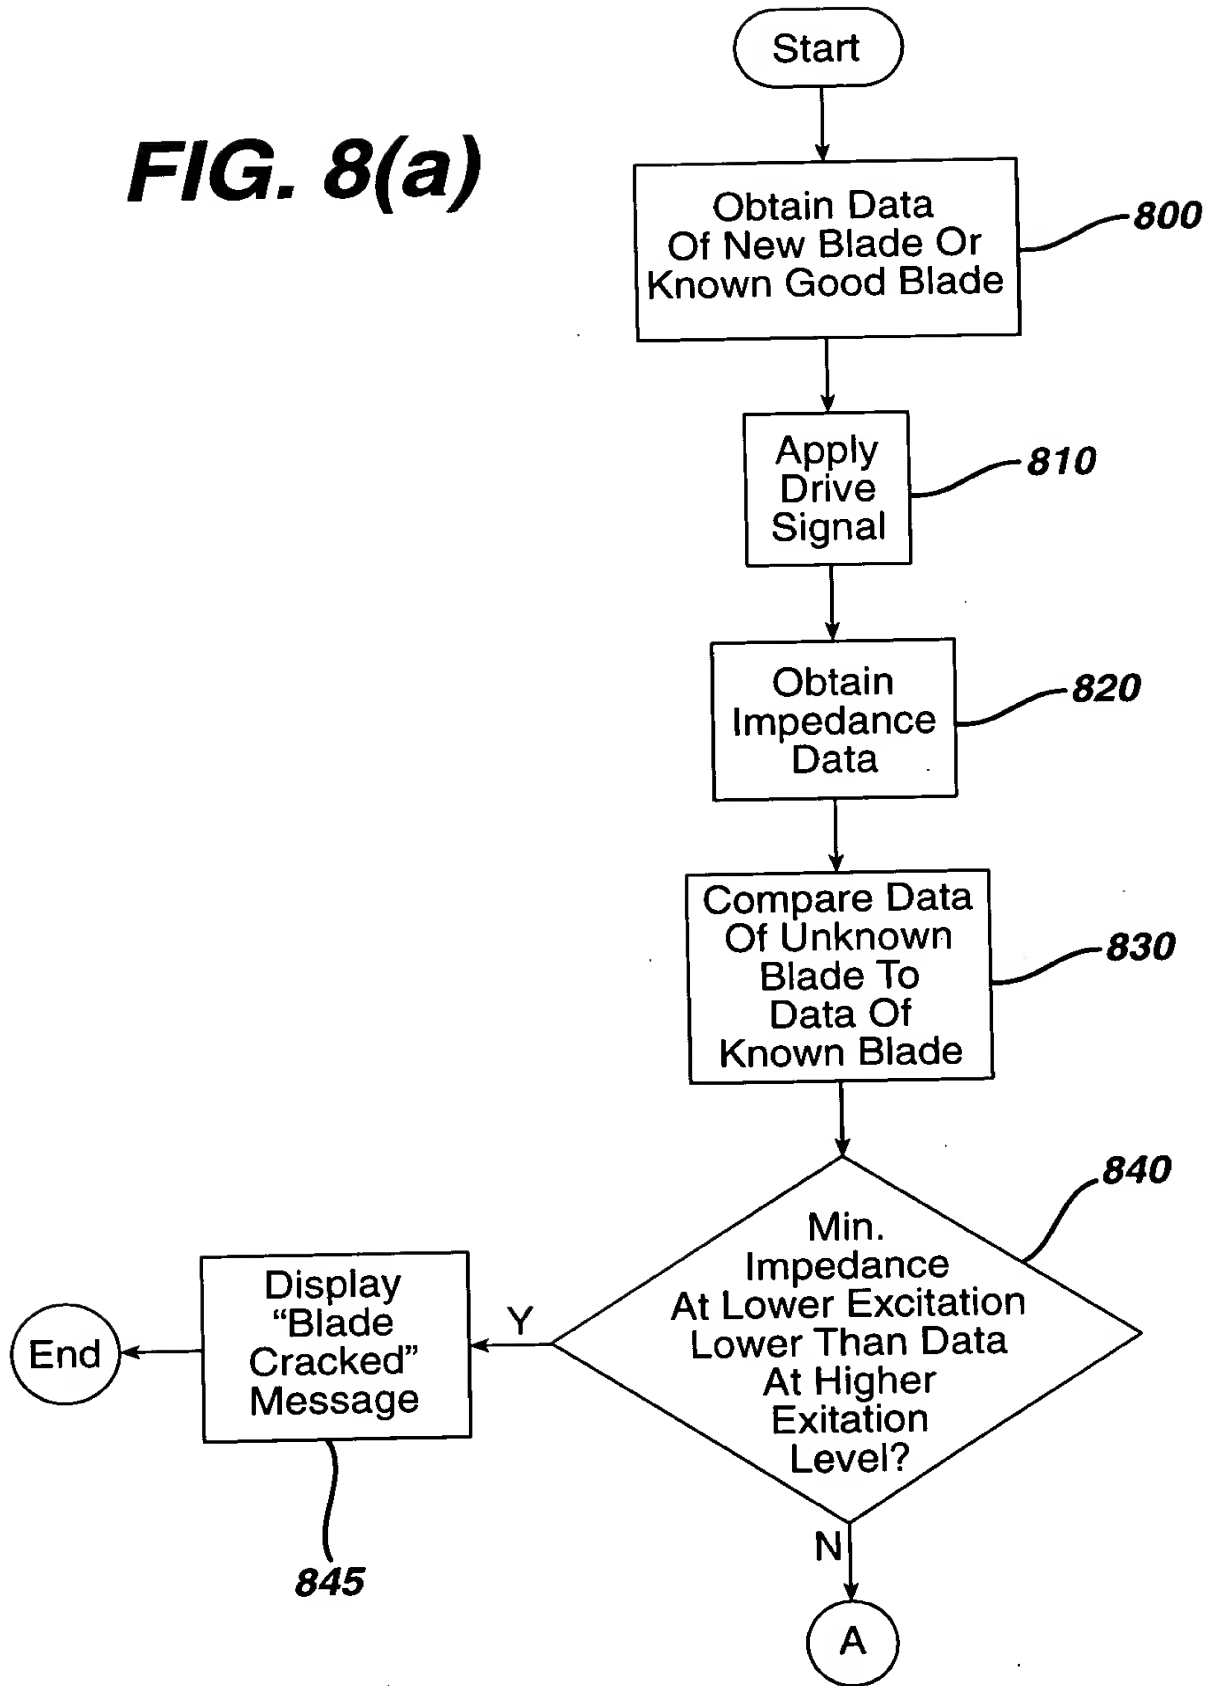 Start
FIG. 8(a)
Obtain Data
Of New Blade Or
Known Good Blade
800
Apply
Drive
Signal
810
Obtain
Impedance
Data
820
Compare Data
Of Unknown
Blade To
Data Of
Known Blade
830
840
Min.
Impedance
At Lower Excitation
Lower Than Data
At Higher
Exitation
Level?
Y
Display
“Blade
Cracked”
Message
End
845
N
A